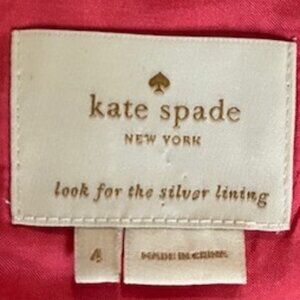 kate spade
NEW YORK
look for the silver lining
4
MADE IN CHINA